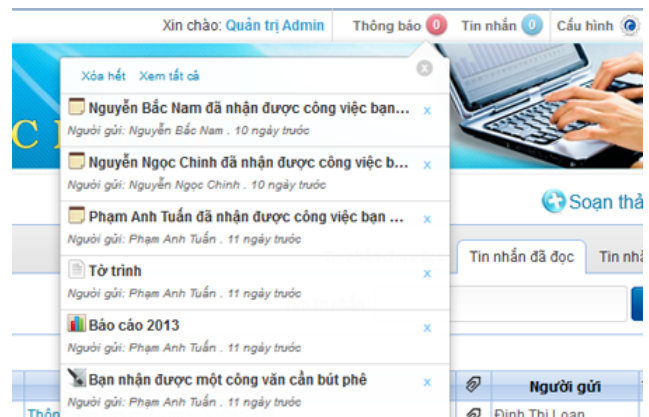 Xin chào: Quản trị Admin Thông báo 0 Tin nhắn 0 Cấu hình
Xóa hết Xem tất cả
C
Nguyễn Bắc Nam đã nhận được công việc bạn... x
Người gửi: Nguyễn Bắc Nam . 10 ngày trước
Nguyễn Ngọc Chinh đã nhận được công việc b... x
Người gửi: Nguyễn Ngọc Chinh . 10 ngày trước
Soạn thả
Phạm Anh Tuấn đã nhận được công việc bạn ... x
Người gửi: Phạm Anh Tuấn . 11 ngày trước
Tin nhắn đã đọc Tin nhắ
Tờ trình x
Người gửi: Phạm Anh Tuấn . 11 ngày trước
Báo cáo 2013 x
Người gửi: Phạm Anh Tuấn . 11 ngày trước
Bạn nhận được một công văn cần bút phê x
Người gửi
Người gửi: Phạm Anh Tuấn . 11 ngày trước
Thôn
Đinh Thị Loan